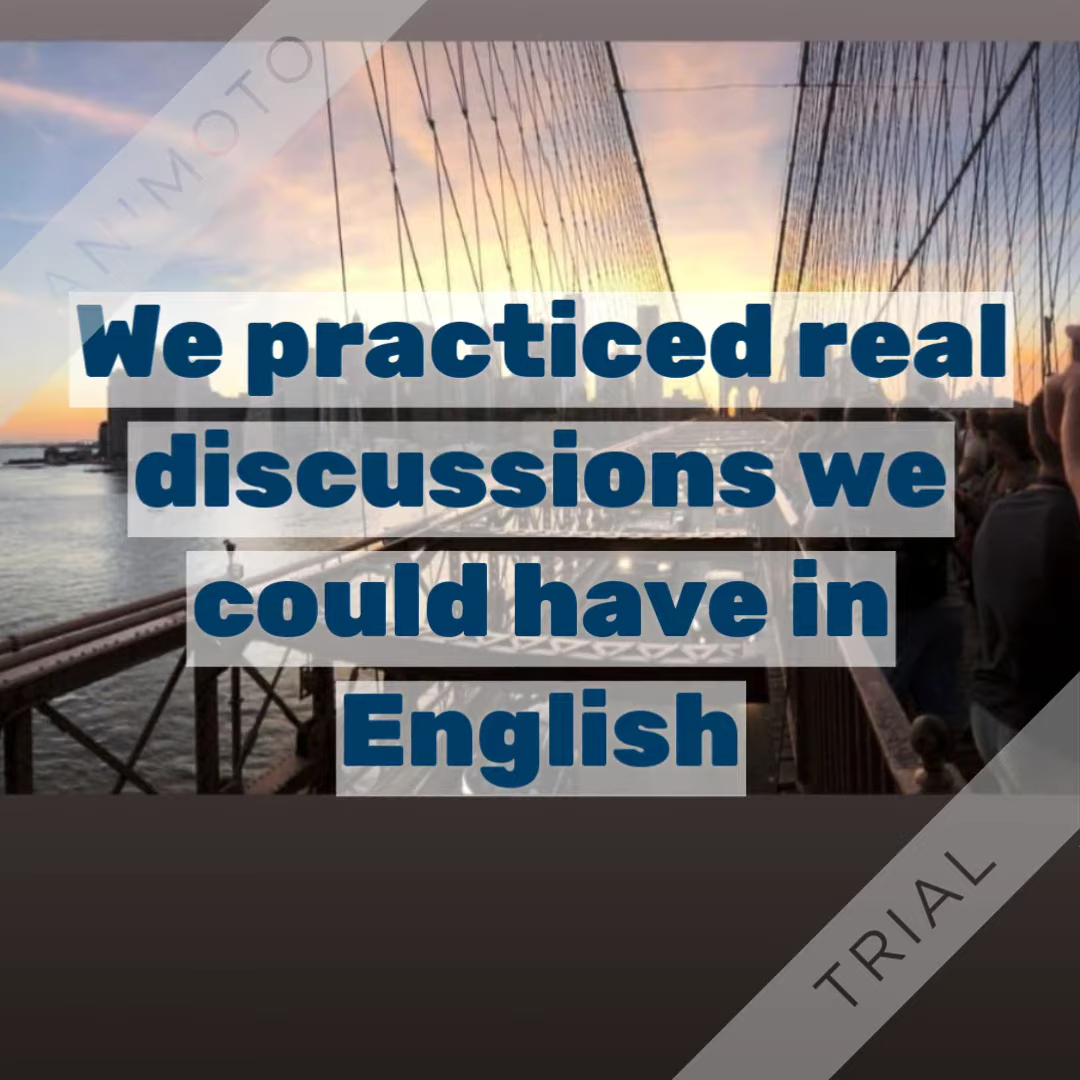 ANIMOTO
We practiced real
discussions we
could have in
English
TRIAL